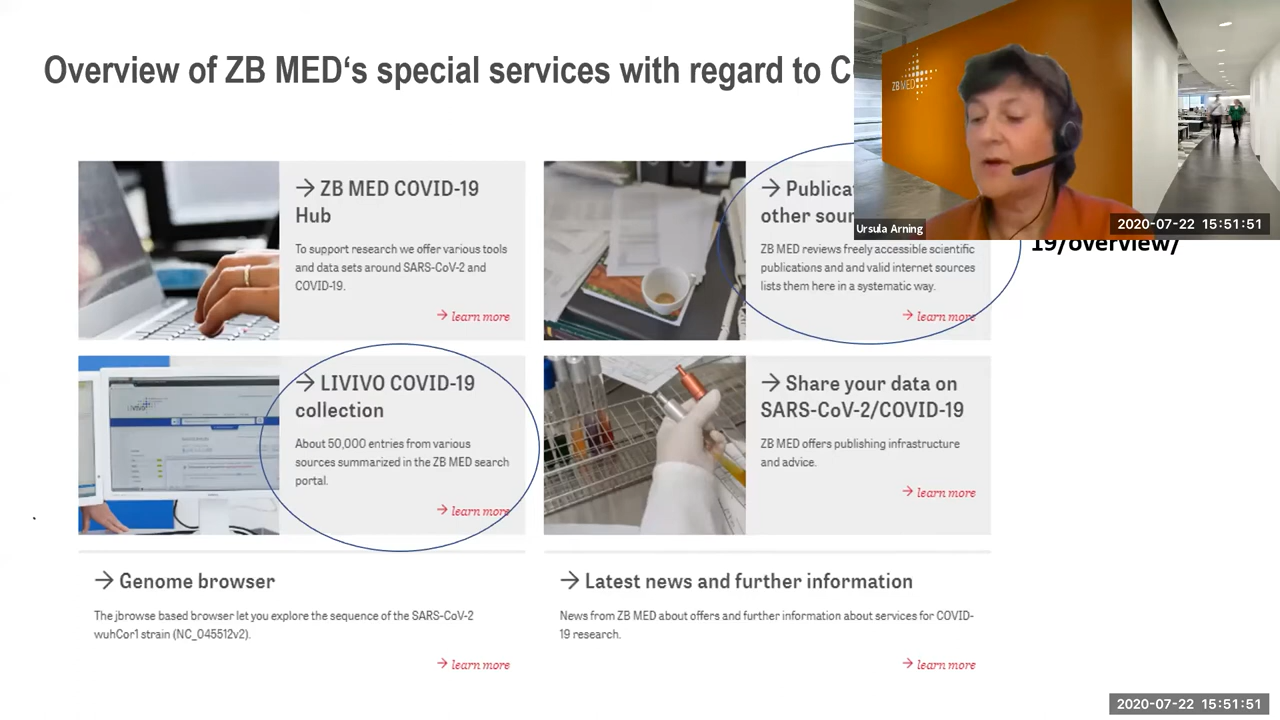 Overview of ZB MED‘s special services with regard to C
ZB MED
Ursula Arning
2020-07-22 15:51:51
19/overview/
→ ZB MED COVID-19
Hub
To support research we offer various tools
and data sets around SARS-CoV-2 and
COVID-19.
→ learn more
→ Publica
other sour
ZB MED reviews freely accessible scientific
publications and and valid internet sources
lists them here in a systematic way.
→ learn more
→ LIVIVO COVID-19
collection
About 50,000 entries from various
sources summarized in the ZB MED search
portal.
→ learn more
→ Share your data on
SARS-CoV-2/COVID-19
ZB MED offers publishing infrastructure
and advice.
→ learn more
→ Genome browser
The jbrowse based browser let you explore the sequence of the SARS-CoV-2
wuhCor1 strain (NC_045512v2).
→ learn more
→ Latest news and further information
News from ZB MED about offers and further information about services for COVID-
19 research.
→ learn more
2020-07-22 15:51:51